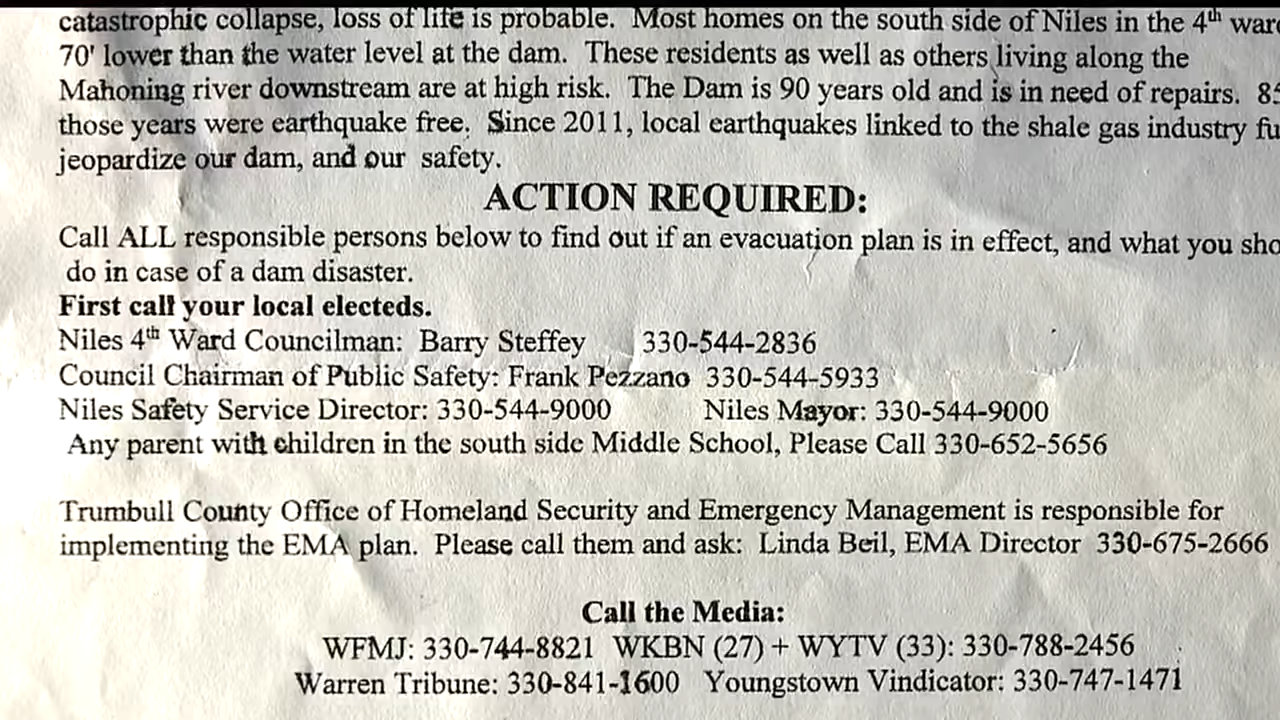 catastrophic collapse, loss of life is probable. Most homes on the south side of Niles in the 4th
70' lower than the water level at the dam. These residents as well as others living along the
Mahoning river downstream are at high risk. The Dam is 90 years old and is in need of repairs.
those years were earthquake free. Since 2011, local earthquakes linked to the shale gas industry
jeopardize our dam, and our safety.
ACTION REQUIRED:
Call ALL responsible persons below to find out if an evacuation plan is in effect, and what you
do in case of a dam disaster.
First call your local electeds.
Niles 4th Ward Councilman: Barry Steffey 330-544-2836
Council Chairman of Public Safety: Frank Pezzano 330-544-5933
Niles Safety Service Director: 330-544-9000 Niles Mayor: 330-544-9000
Any parent with children in the south side Middle School, Please Call 330-652-5656
Trumbull County Office of Homeland Security and Emergency Management is responsible for
implementing the EMA plan. Please call them and ask: Linda Beil, EMA Director 330-675-2666
Call the Media:
WFMJ: 330-744-8821 WKBN (27) + WYTV (33): 330-788-2456
Warren Tribune: 330-841-1600 Youngstown Vindicator: 330-747-1471